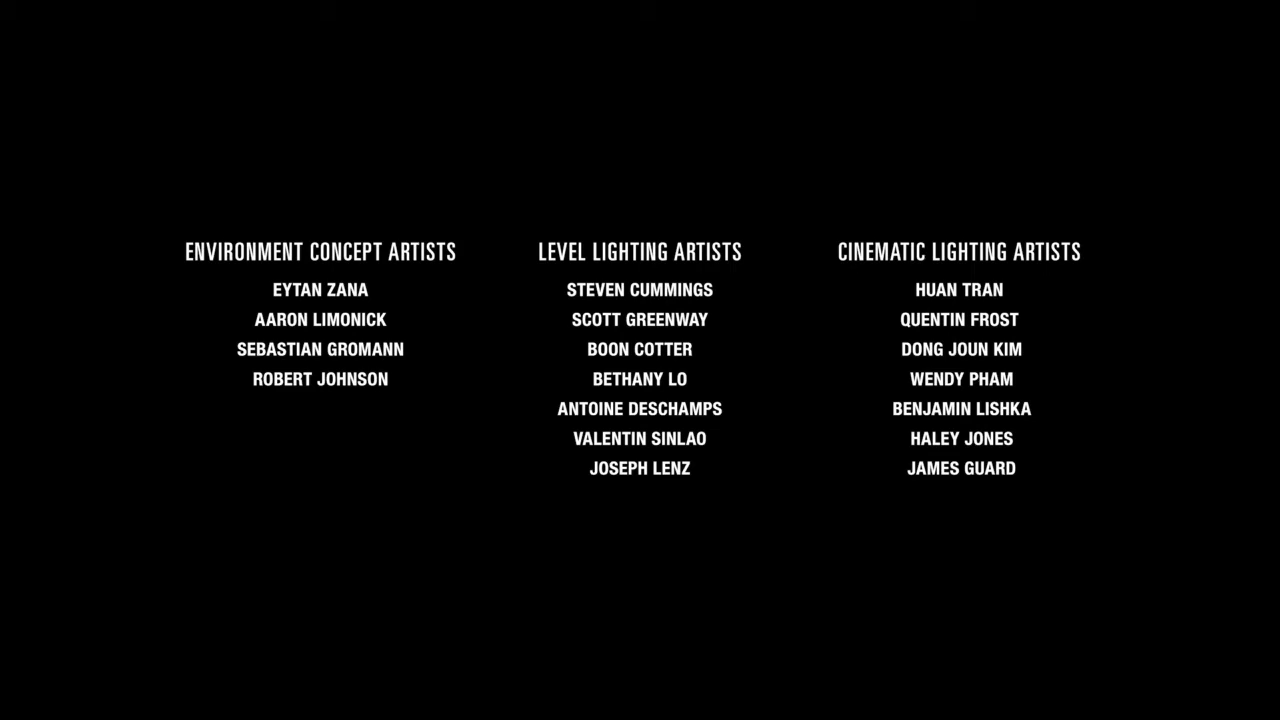 ENVIRONMENT CONCEPT ARTISTS
EYTAN ZANA
AARON LIMONICK
SEBASTIAN GROMANN
ROBERT JOHNSON
LEVEL LIGHTING ARTISTS
STEVEN CUMMINGS
SCOTT GREENWAY
BOON COTTER
BETHANY LO
ANTOINE DESCHAMPS
VALENTIN SINLAO
JOSEPH LENZ
CINEMATIC LIGHTING ARTISTS
HUAN TRAN
QUENTIN FROST
DONG JOUN KIM
WENDY PHAM
BENJAMIN LISHKA
HALEY JONES
JAMES GUARD